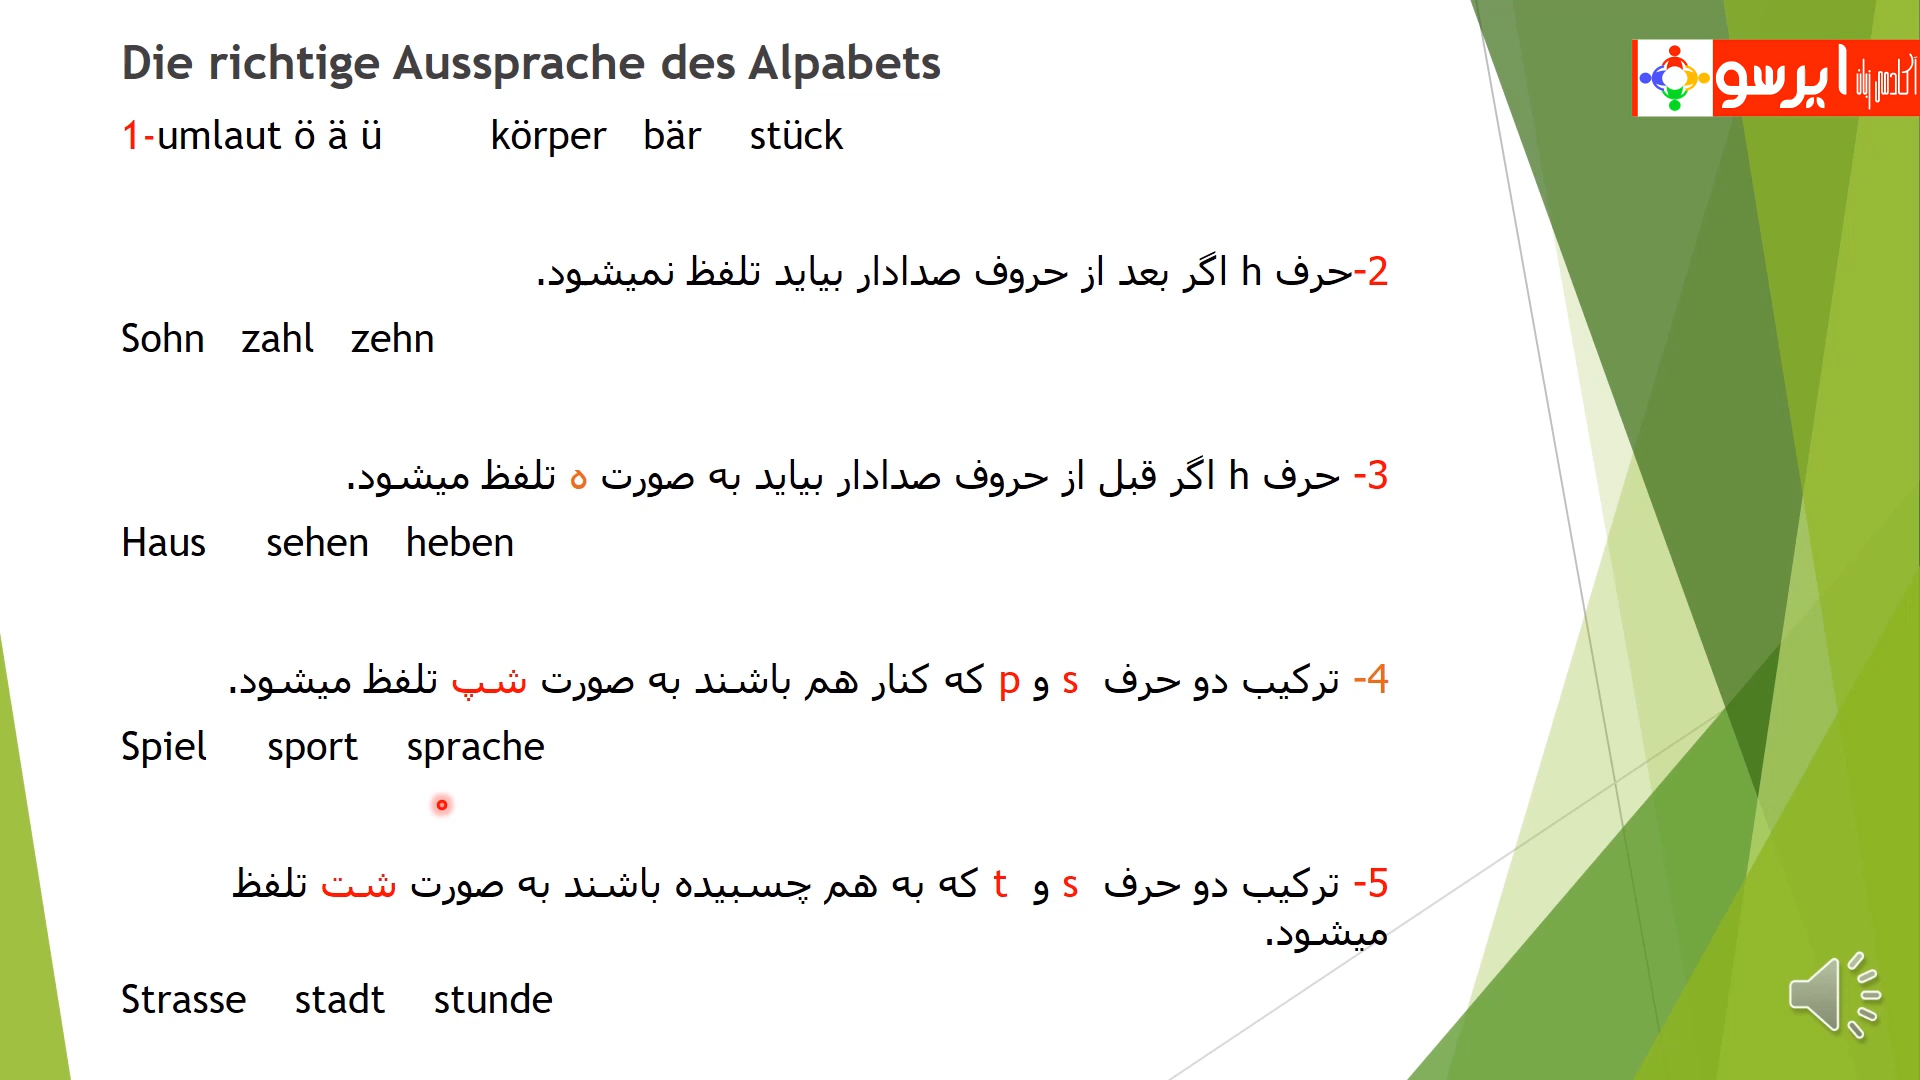 Die richtige Aussprache des Alpabets
آکادمی زبان ایرسو
1-umlaut ö ä ü körper bär stück
2-حرف h اگر بعد از حروف صدادار بیاید تلفظ نمیشود.
Sohn zahl zehn
3- حرف h اگر قبل از حروف صدادار بیاید به صورت ه تلفظ میشود.
Haus sehen heben
4- ترکیب دو حرف s و p که کنار هم باشند به صورت شپ تلفظ میشود.
Spiel sport sprache
5- ترکیب دو حرف s و t که به هم چسبیده باشند به صورت شت تلفظ
میشود.
Strasse stadt stunde